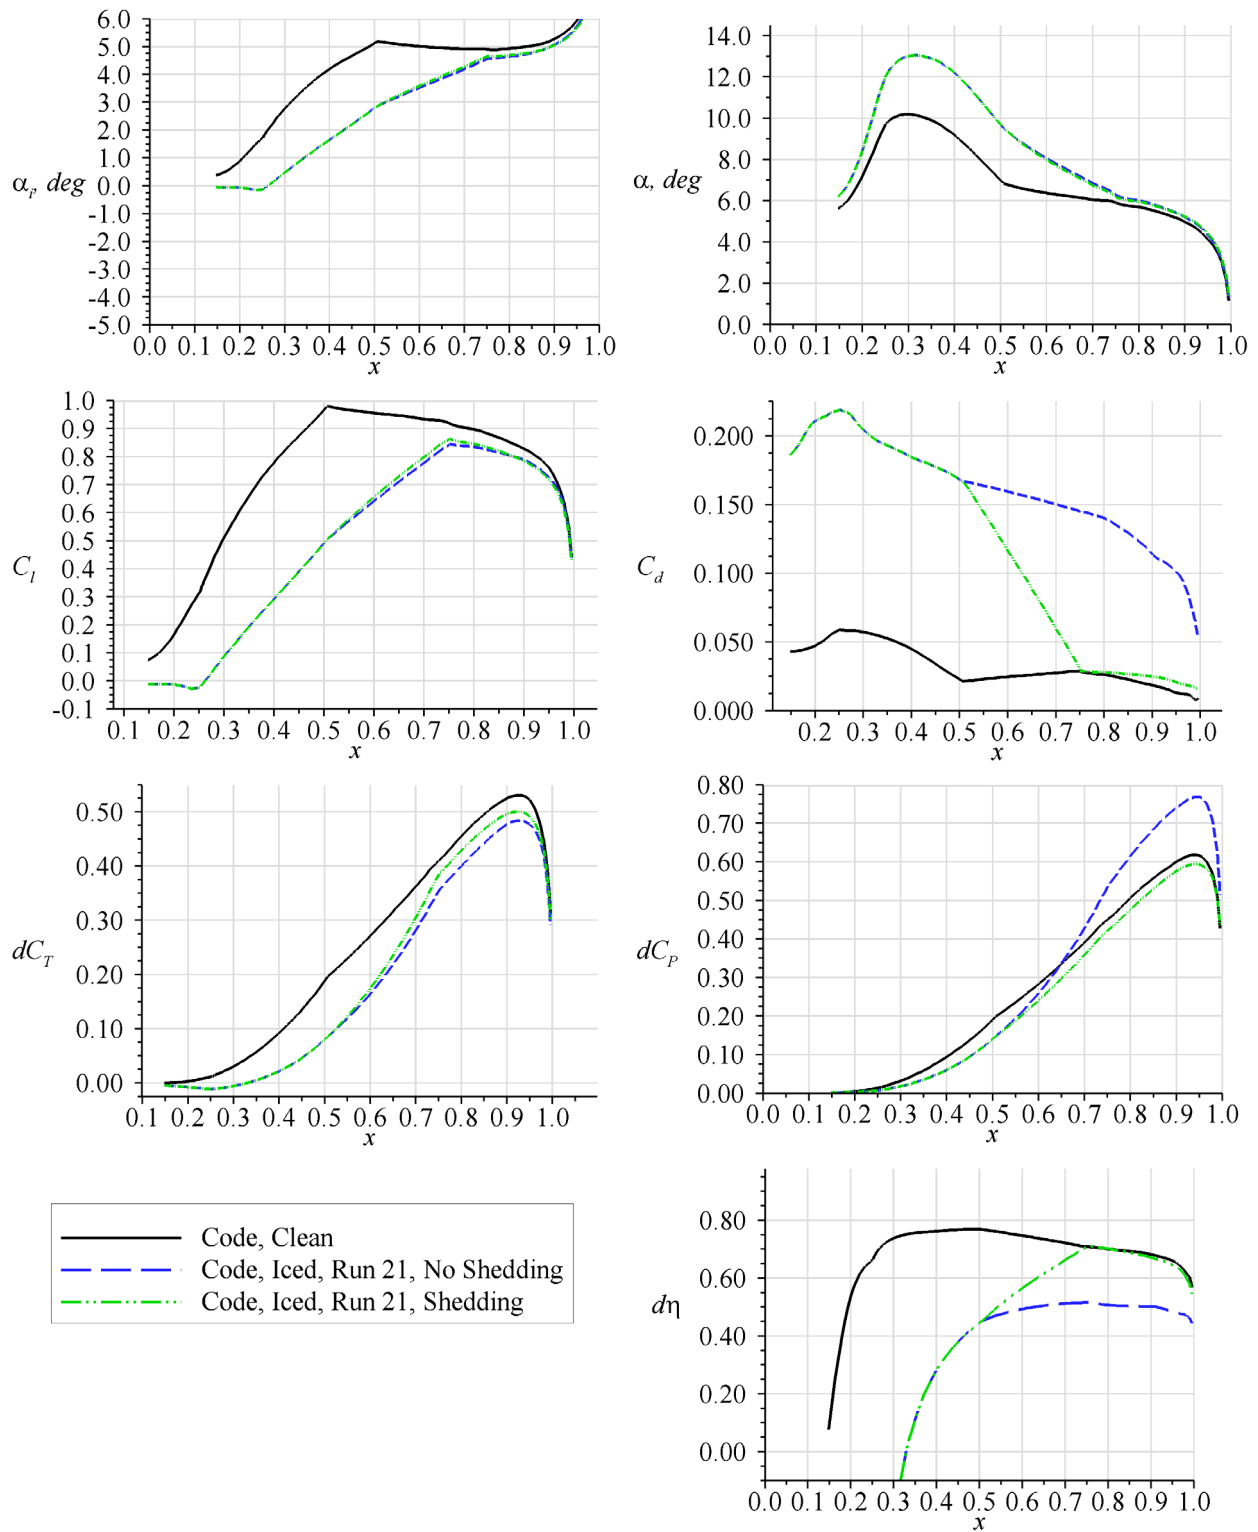 6.0
5.0
4.0
3.0
2.0
1.0
0.0
-1.0
-2.0
-3.0
-4.0
-5.0
αᵢ, deg
0.0 0.1 0.2 0.3 0.4 0.5 0.6 0.7 0.8 0.9 1.0
x
14.0
12.0
10.0
8.0
6.0
4.0
2.0
0.0
α, deg
0.0 0.1 0.2 0.3 0.4 0.5 0.6 0.7 0.8 0.9 1.0
x
1.0
0.9
0.8
0.7
0.6
0.5
0.4
0.3
0.2
0.1
0.0
-0.1
C_l
0.1 0.2 0.3 0.4 0.5 0.6 0.7 0.8 0.9 1.0
x
0.200
0.150
0.100
0.050
0.000
C_d
0.2 0.3 0.4 0.5 0.6 0.7 0.8 0.9 1.0
x
0.50
0.40
0.30
0.20
0.10
0.00
dC_T
0.1 0.2 0.3 0.4 0.5 0.6 0.7 0.8 0.9 1.0
x
0.80
0.70
0.60
0.50
0.40
0.30
0.20
0.10
0.00
dC_P
0.0 0.1 0.2 0.3 0.4 0.5 0.6 0.7 0.8 0.9 1.0
x
Code, Clean
Code, Iced, Run 21, No Shedding
Code, Iced, Run 21, Shedding
0.80
0.60
0.40
0.20
0.00
dη
0.0 0.1 0.2 0.3 0.4 0.5 0.6 0.7 0.8 0.9 1.0
x